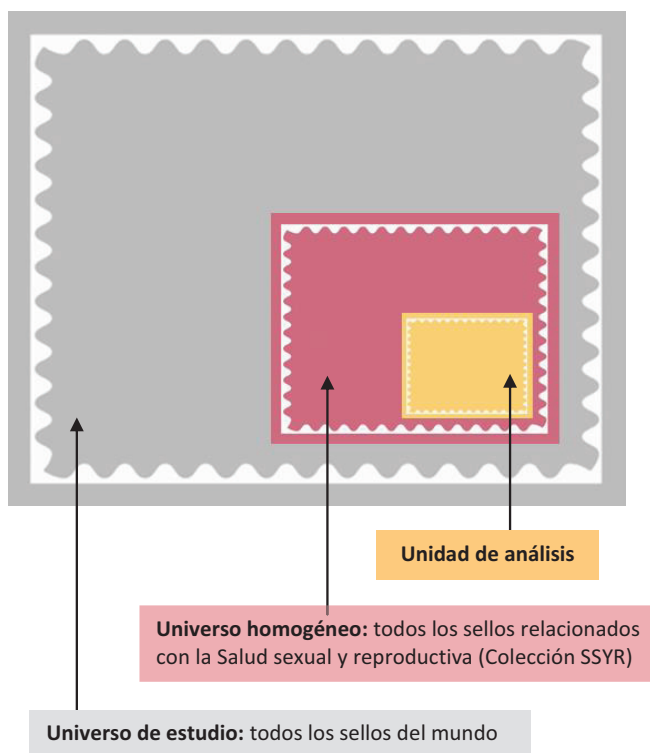 Unidad de análisis
Universo homogéneo: todos los sellos relacionados
con la Salud sexual y reproductiva (Colección SSYR)
Universo de estudio: todos los sellos del mundo